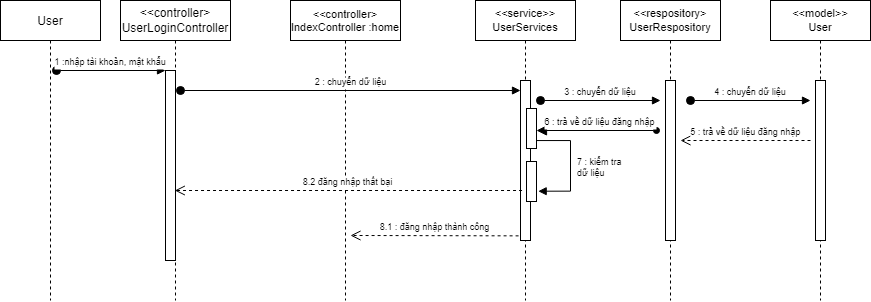 User
<<controller>
UserLoginController
<<controller>
IndexController :home
<<service>>
UserServices
<<respository>
UserRespository
<<model>>
User
1 :nhập tài khoản, mật khẩu
2 : chuyển dữ liệu
3 : chuyển dữ liệu
4 : chuyển dữ liệu
6 : trả về dữ liệu đăng nhập
5 : trả về dữ liệu đăng nhập
7 : kiểm tra
dữ liệu
8.2 đăng nhập thất bại
8.1 : đăng nhập thành công